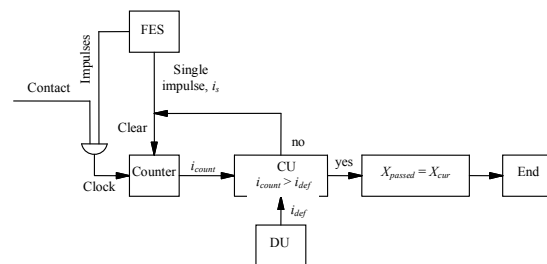 FES
Impulses
Contact
Single
impulse, i_s
Clear
no
Counter
i_count
CU
i_count > i_def
yes
X_passed = X_cur
End
Clock
i_def
DU